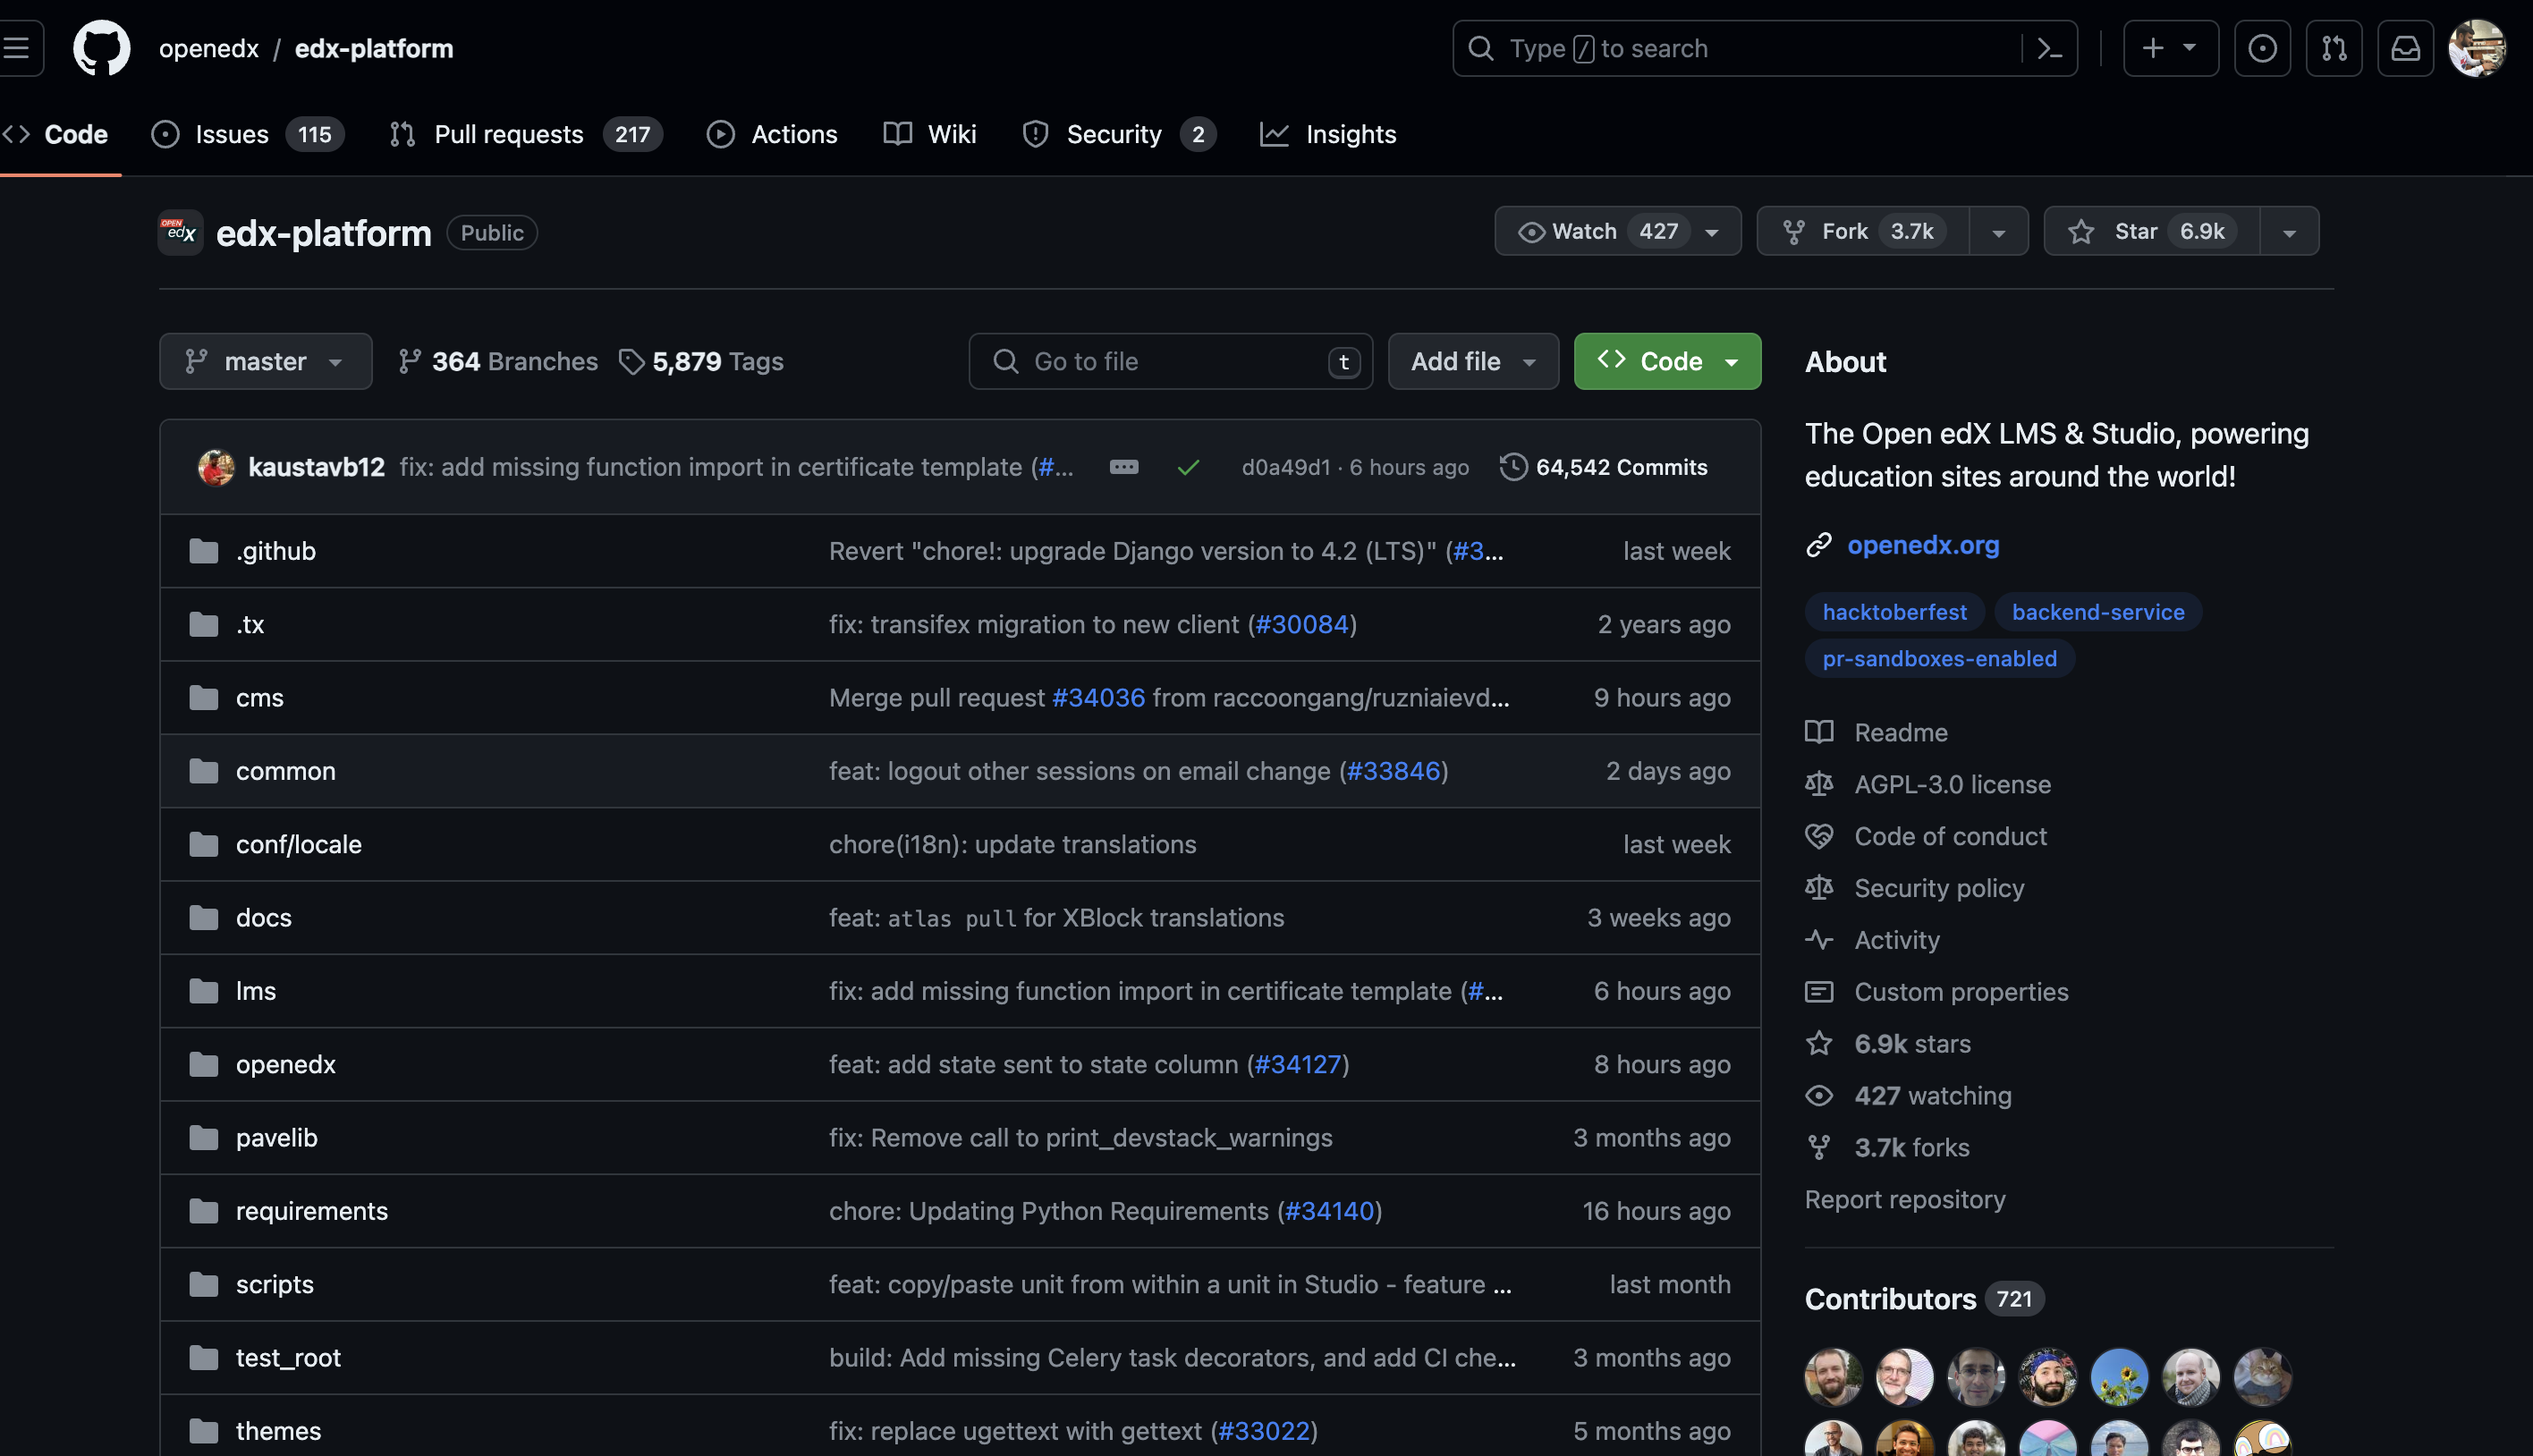 openedx / edx-platform
Type / to search
Code
Issues 115
Pull requests 217
Actions
Wiki
Security 2
Insights
OPEN edX
edx-platform Public
Watch 427
Fork 3.7k
Star 6.9k
master
364 Branches
5,879 Tags
Go to file t
Add file
Code
kaustavb12 fix: add missing function import in certificate template (#... d0a49d1 · 6 hours ago 64,542 Commits
.github Revert "chore!: upgrade Django version to 4.2 (LTS)" (#3... last week
.tx fix: transifex migration to new client (#30084) 2 years ago
cms Merge pull request #34036 from raccoongang/ruzniaievd... 9 hours ago
common feat: logout other sessions on email change (#33846) 2 days ago
conf/locale chore(i18n): update translations last week
docs feat: atlas pull for XBlock translations 3 weeks ago
lms fix: add missing function import in certificate template (#... 6 hours ago
openedx feat: add state sent to state column (#34127) 8 hours ago
pavelib fix: Remove call to print_devstack_warnings 3 months ago
requirements chore: Updating Python Requirements (#34140) 16 hours ago
scripts feat: copy/paste unit from within a unit in Studio - feature ... last month
test_root build: Add missing Celery task decorators, and add CI che... 3 months ago
themes fix: replace ugettext with gettext (#33022) 5 months ago
About
The Open edX LMS & Studio, powering
education sites around the world!
openedx.org
hacktoberfest backend-service
pr-sandboxes-enabled
Readme
AGPL-3.0 license
Code of conduct
Security policy
Activity
Custom properties
6.9k stars
427 watching
3.7k forks
Report repository
Contributors 721